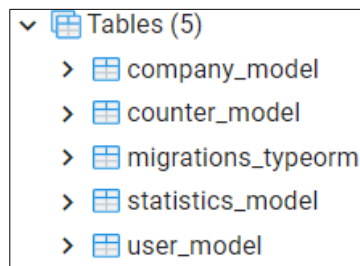 Tables (5)
company_model
counter_model
migrations_typeorm
statistics_model
user_model